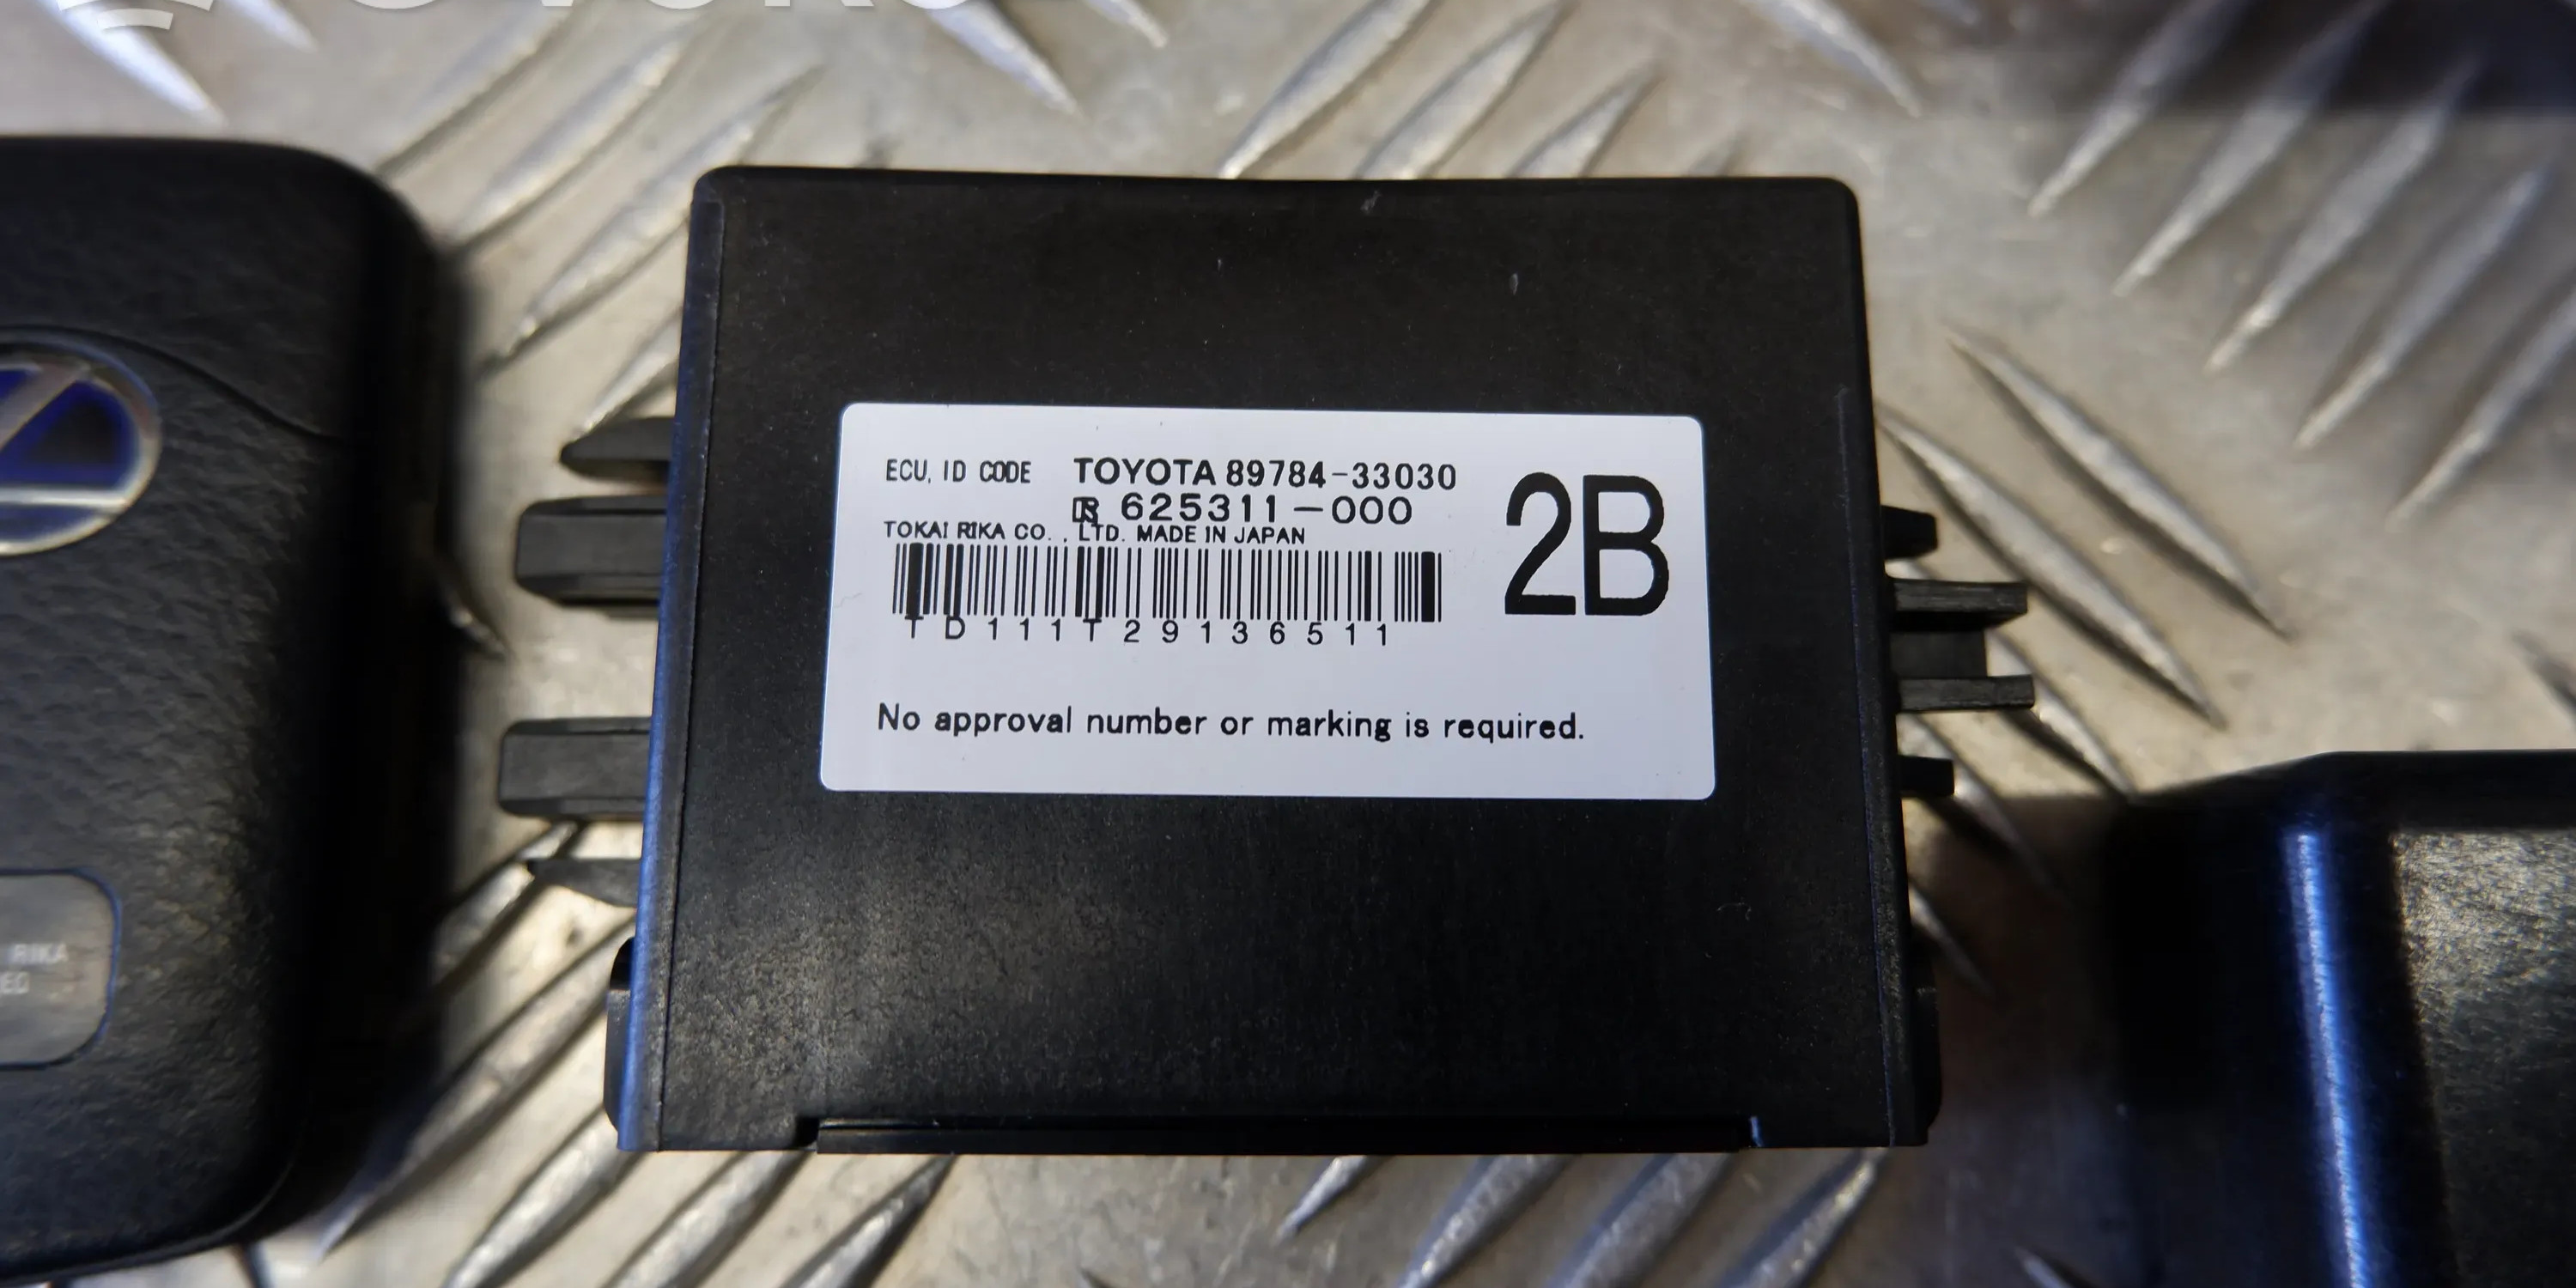 ECU, ID CODE TOYOTA 89784-33030
625311-000
2B
TOKAI RIKA CO., LTD. MADE IN JAPAN
TD111T29136511
No approval number or marking is required.
RIKA